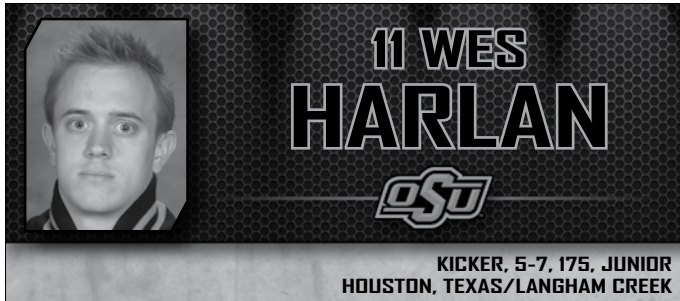 11 WES
HARLAN
OSU
KICKER, 5-7, 175, JUNIOR
HOUSTON, TEXAS/LANGHAM CREEK